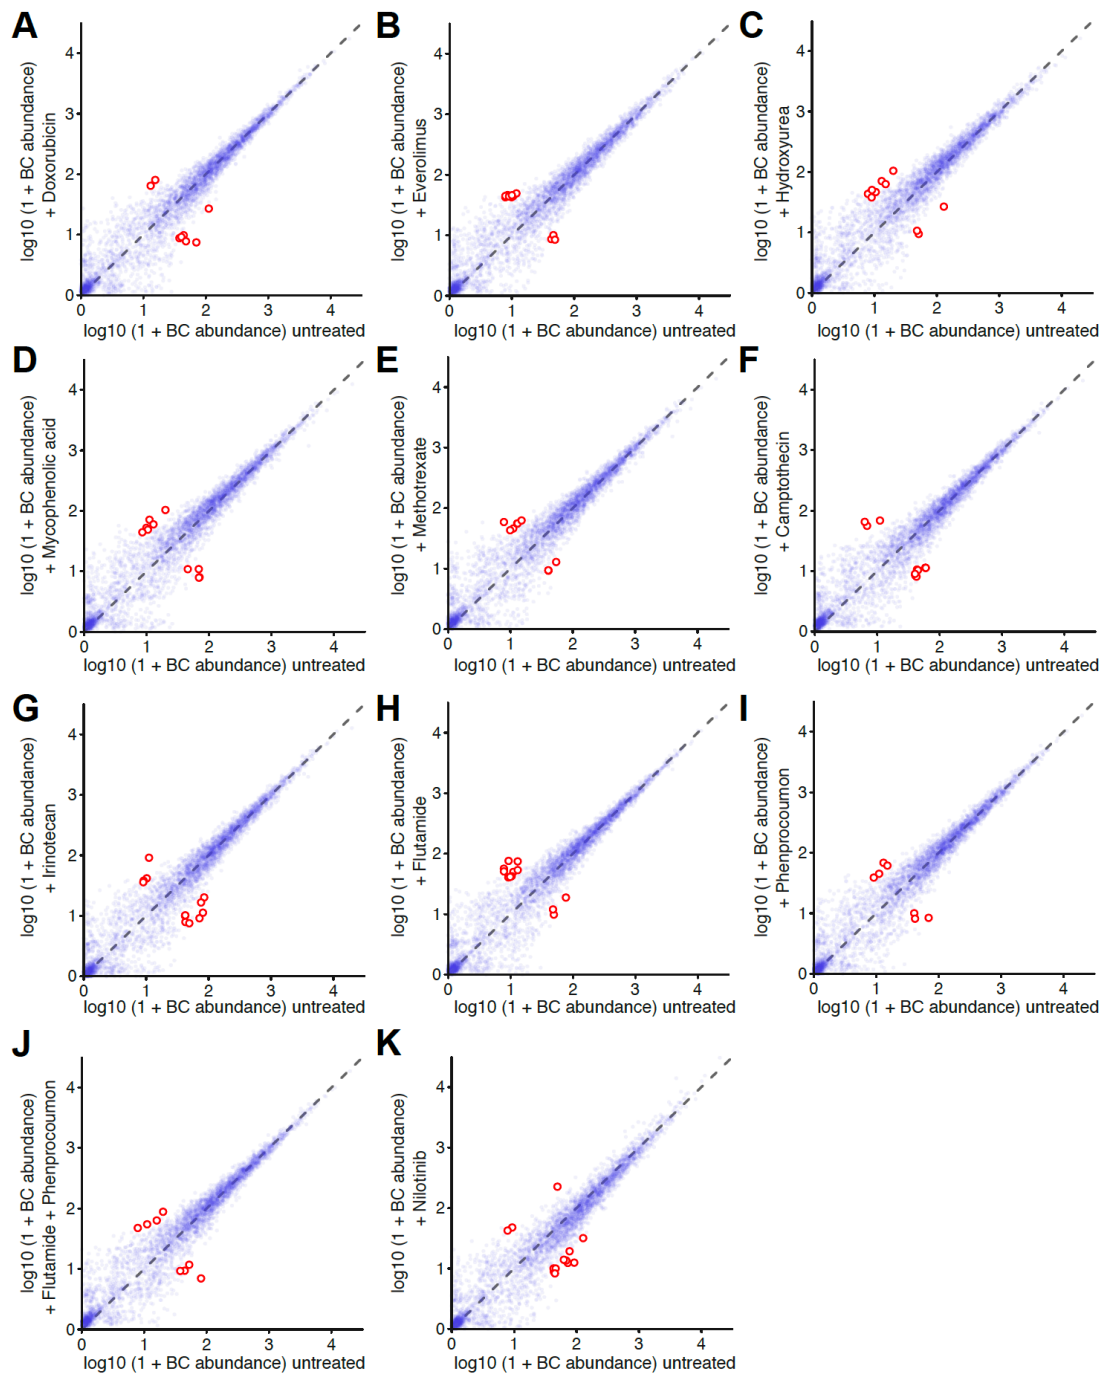 A
log10 (1 + BC abundance)
+ Doxorubicin
4
3
2
1
0
0 1 2 3 4
log10 (1 + BC abundance) untreated
B
log10 (1 + BC abundance)
+ Everolimus
4
3
2
1
0
0 1 2 3 4
log10 (1 + BC abundance) untreated
C
log10 (1 + BC abundance)
+ Hydroxyurea
4
3
2
1
0
0 1 2 3 4
log10 (1 + BC abundance) untreated
D
log10 (1 + BC abundance)
+ Mycophenolic acid
4
3
2
1
0
0 1 2 3 4
log10 (1 + BC abundance) untreated
E
log10 (1 + BC abundance)
+ Methotrexate
4
3
2
1
0
0 1 2 3 4
log10 (1 + BC abundance) untreated
F
log10 (1 + BC abundance)
+ Camptothecin
4
3
2
1
0
0 1 2 3 4
log10 (1 + BC abundance) untreated
G
log10 (1 + BC abundance)
+ Irinotecan
4
3
2
1
0
0 1 2 3 4
log10 (1 + BC abundance) untreated
H
log10 (1 + BC abundance)
+ Flutamide
4
3
2
1
0
0 1 2 3 4
log10 (1 + BC abundance) untreated
I
log10 (1 + BC abundance)
+ Phenprocoumon
4
3
2
1
0
0 1 2 3 4
log10 (1 + BC abundance) untreated
J
log10 (1 + BC abundance)
+ Flutamide + Phenprocoumon
4
3
2
1
0
0 1 2 3 4
log10 (1 + BC abundance) untreated
K
log10 (1 + BC abundance)
+ Nilotinib
4
3
2
1
0
0 1 2 3 4
log10 (1 + BC abundance) untreated